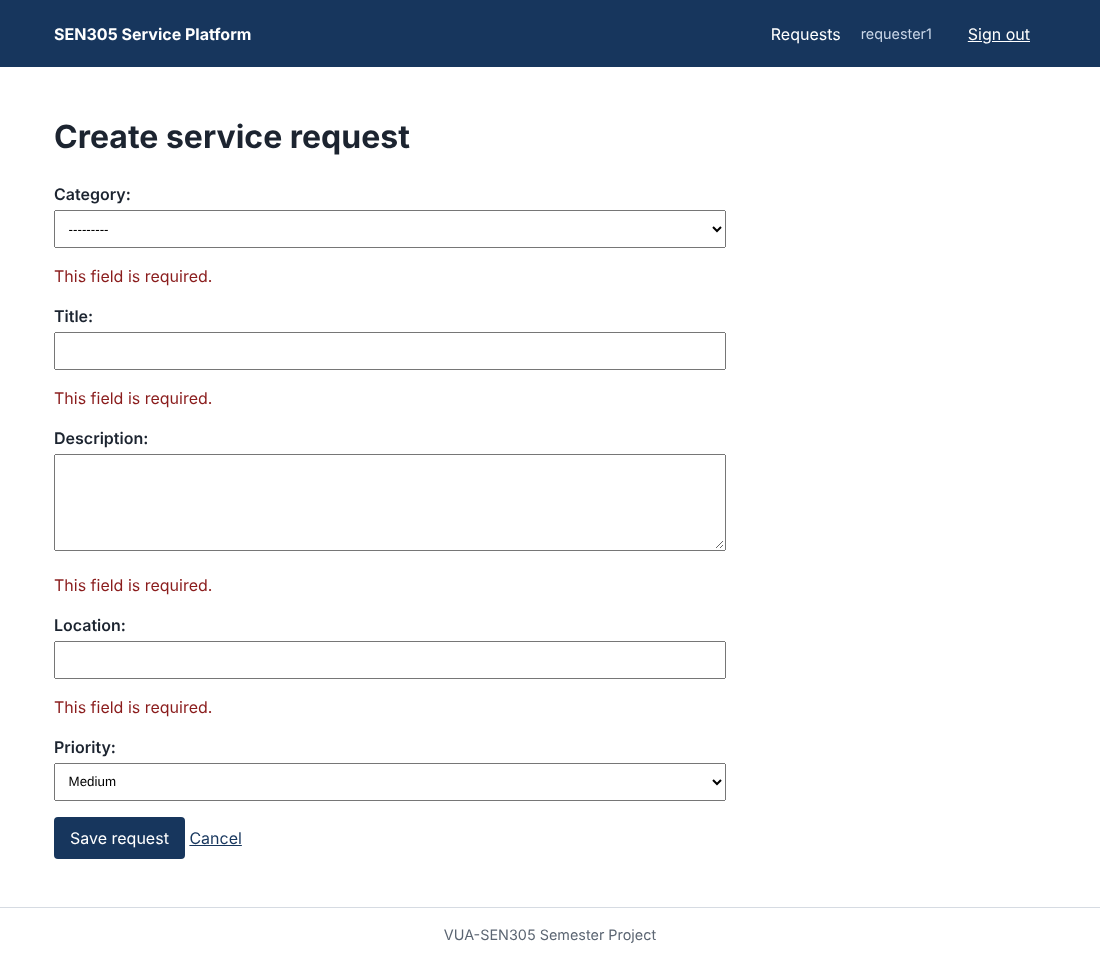 SEN305 Service Platform
Requests requester1 Sign out
Create service request
Category:
---------
This field is required.
Title:
This field is required.
Description:
This field is required.
Location:
This field is required.
Priority:
Medium
Save request Cancel
VUA-SEN305 Semester Project